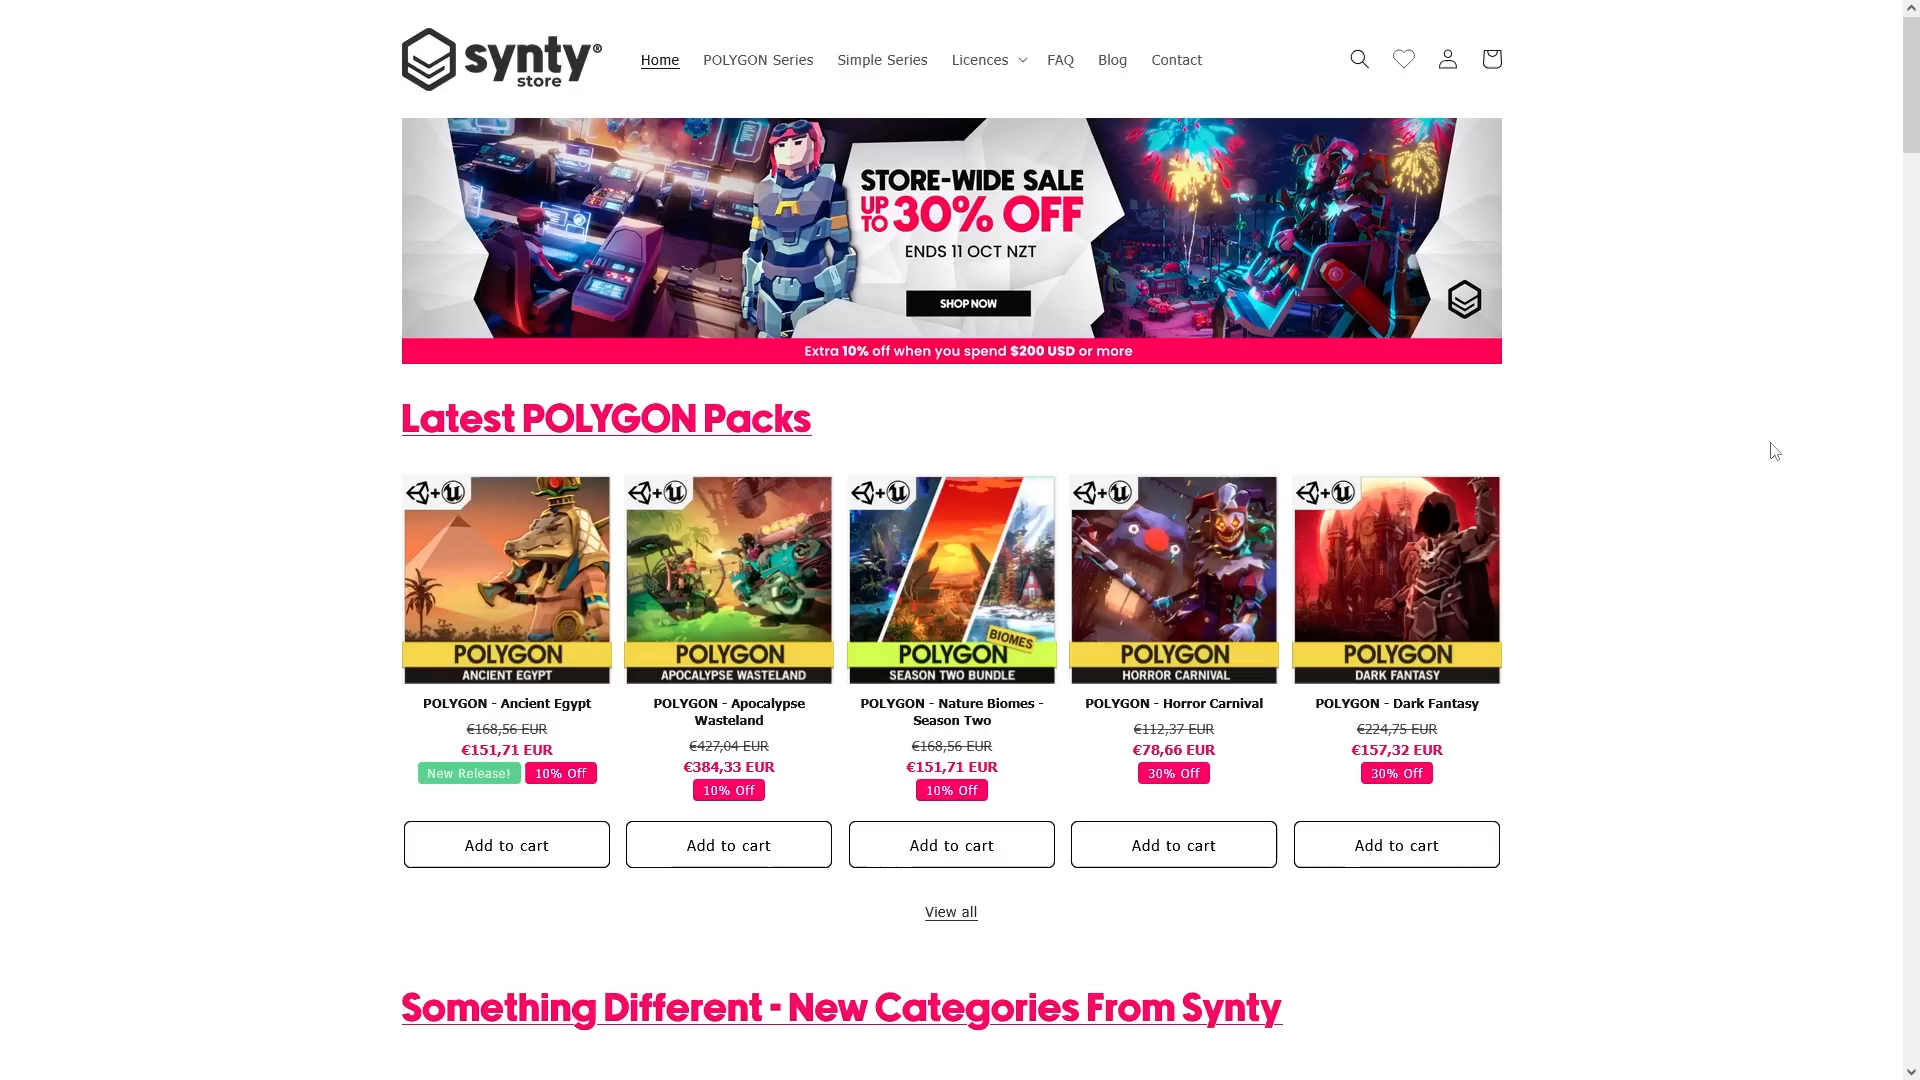 synty®
store
Home
POLYGON Series
Simple Series
Licences
FAQ
Blog
Contact
STORE-WIDE SALE
UP TO 30% OFF
ENDS 11 OCT NZT
SHOP NOW
Extra 10% off when you spend $200 USD or more
Latest POLYGON Packs
POLYGON
ANCIENT EGYPT
POLYGON
APOCALYPSE WASTELAND
BIOMES
POLYGON
SEASON TWO BUNDLE
POLYGON
HORROR CARNIVAL
POLYGON
DARK FANTASY
POLYGON - Ancient Egypt
€168,56 EUR
€151,71 EUR
New Release!
10% Off
Add to cart
POLYGON - Apocalypse
Wasteland
€427,04 EUR
€384,33 EUR
10% Off
Add to cart
POLYGON - Nature Biomes -
Season Two
€168,56 EUR
€151,71 EUR
10% Off
Add to cart
POLYGON - Horror Carnival
€112,37 EUR
€78,66 EUR
30% Off
Add to cart
POLYGON - Dark Fantasy
€224,75 EUR
€157,32 EUR
30% Off
Add to cart
View all
Something Different - New Categories From Synty